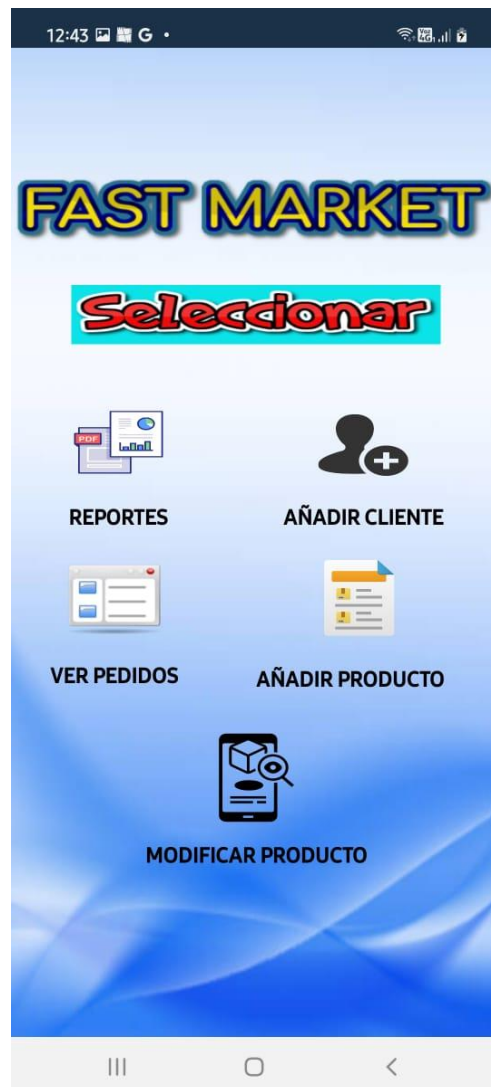 12:43 G
FAST MARKET
Seleccionar
PDF
REPORTES
AÑADIR CLIENTE
VER PEDIDOS
AÑADIR PRODUCTO
MODIFICAR PRODUCTO